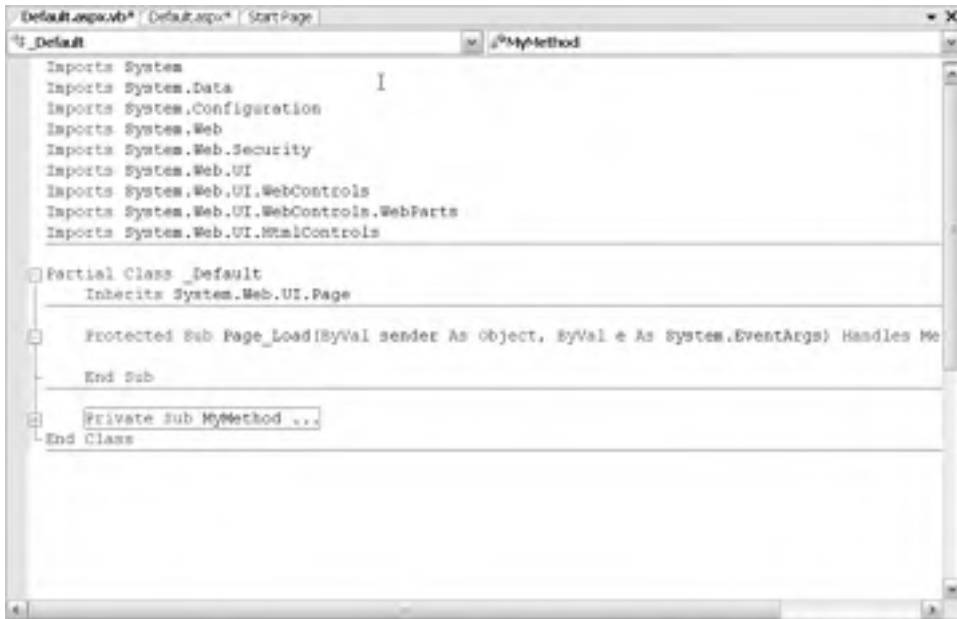 Default.aspx.vb* Default.aspx* Start Page
_Default MyMethod
Imports System
Imports System.Data
Imports System.Configuration
Imports System.Web
Imports System.Web.Security
Imports System.Web.UI
Imports System.Web.UI.WebControls
Imports System.Web.UI.WebControls.WebParts
Imports System.Web.UI.HtmlControls
Partial Class _Default
Inherits System.Web.UI.Page
Protected Sub Page_Load(ByVal sender As Object, ByVal e As System.EventArgs) Handles Me
End Sub
Private Sub MyMethod ...
End Class